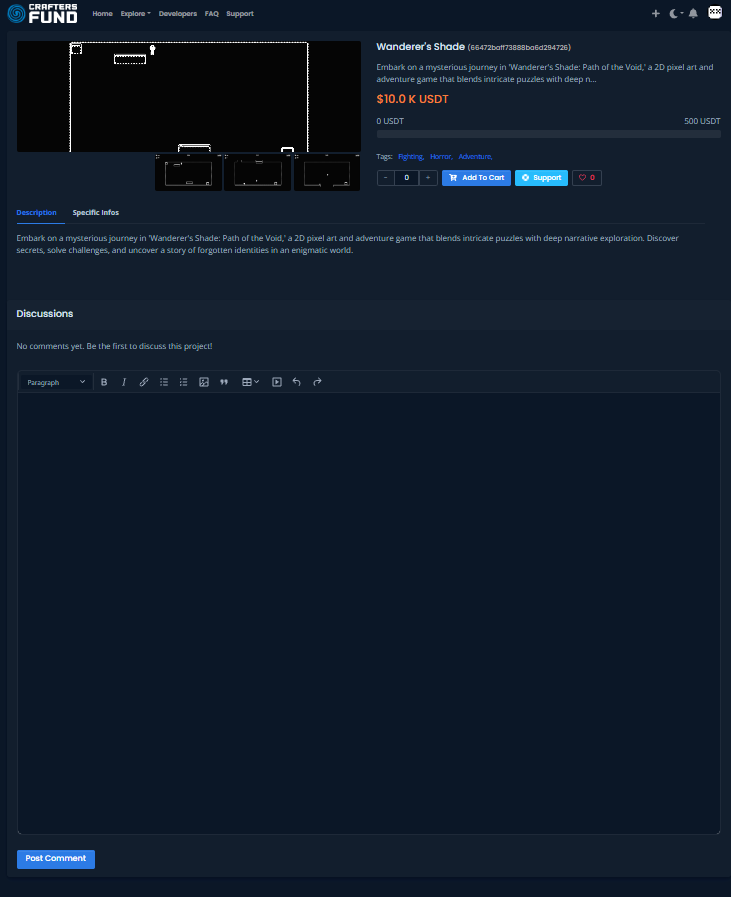 CRAFTERS
FUND
Home Explore Developers FAQ Support
Wanderer's Shade (66472baff73888ba6d294726)
Embark on a mysterious journey in 'Wanderer's Shade: Path of the Void,' a 2D pixel art and
adventure game that blends intricate puzzles with deep n...
$10.0 K USDT
0 USDT 500 USDT
Tags: Fighting, Horror, Adventure,
- 0 + Add To Cart Support 0
Description Specific Infos
Embark on a mysterious journey in 'Wanderer's Shade: Path of the Void,' a 2D pixel art and adventure game that blends intricate puzzles with deep narrative exploration. Discover
secrets, solve challenges, and uncover a story of forgotten identities in an enigmatic world.
Discussions
No comments yet. Be the first to discuss this project!
Paragraph B I
Post Comment